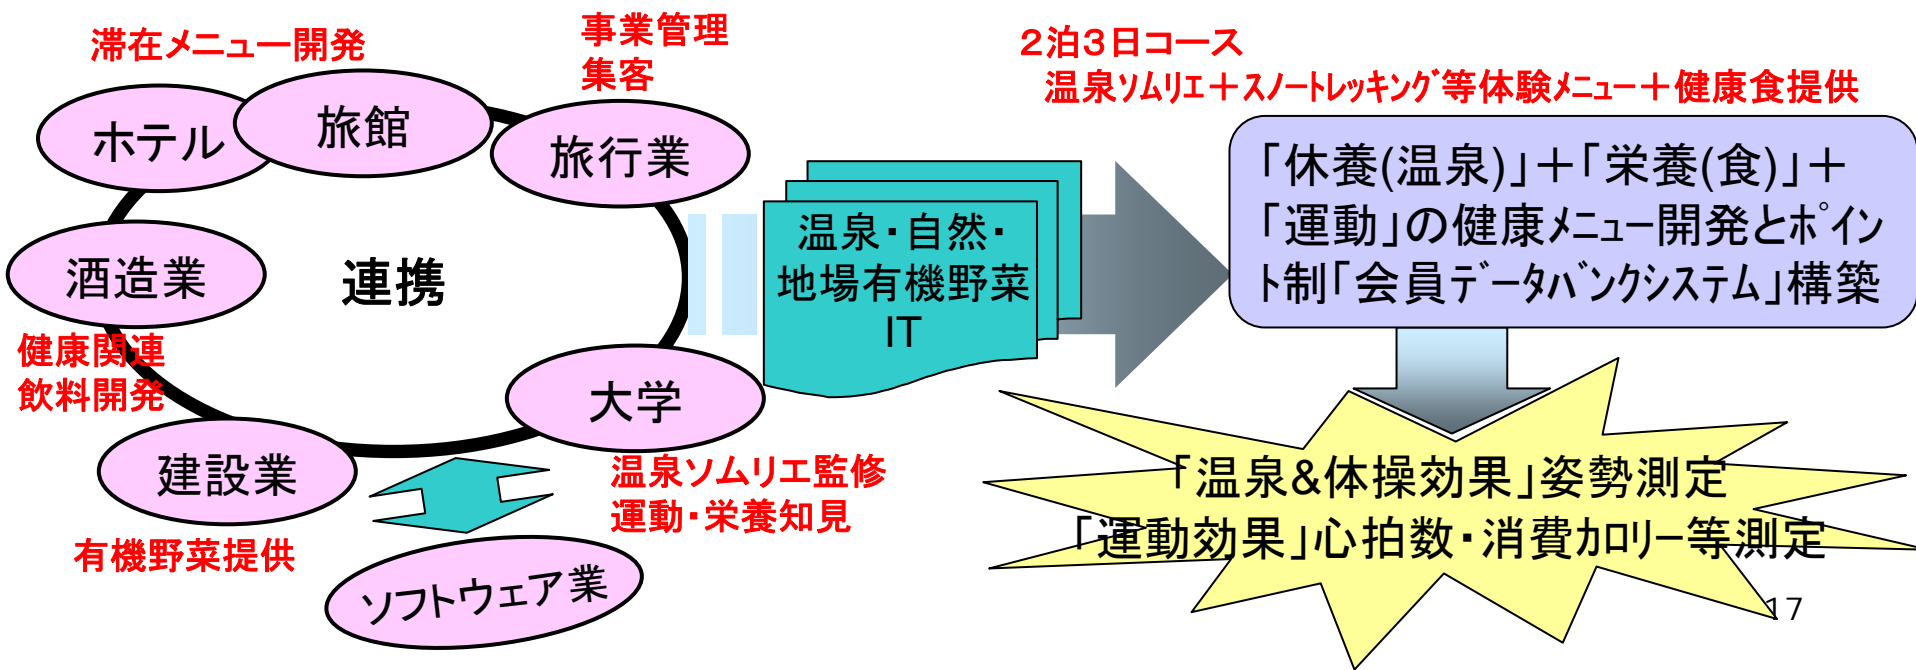 滞在メニュー開発
事業管理
集客
ホテル
旅館
旅行業
酒造業
連携
健康関連
飲料開発
大学
建設業
温泉ソムリエ監修
運動・栄養知見
有機野菜提供
ソフトウェア業
温泉・自然・
地場有機野菜
IT
2泊3日コース
温泉ｿﾑﾘｴ＋ｽﾉｰﾄﾚｯｷﾝｸﾞ等体験ﾒﾆｭｰ＋健康食提供
「休養(温泉)」＋「栄養(食)」＋
「運動」の健康ﾒﾆｭｰ開発とﾎﾟｲﾝ
ﾄ制「会員ﾃﾞｰﾀﾊﾞﾝｸｼｽﾃﾑ」構築
「温泉&体操効果」姿勢測定
「運動効果」心拍数・消費ｶﾛﾘｰ等測定
17